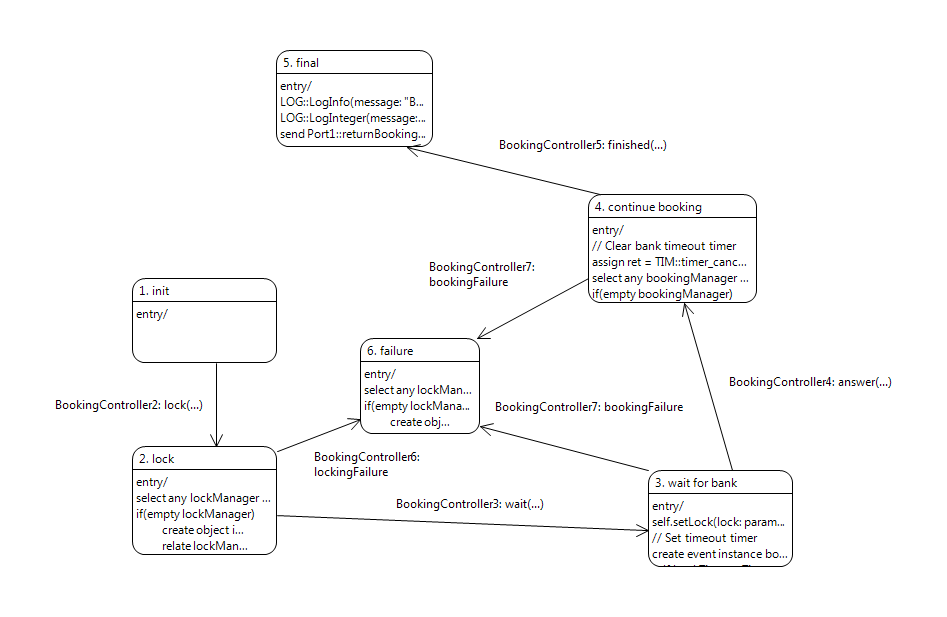 5. final
entry/
LOG::LogInfo(message: "B...
LOG::LogInteger(message:...
send Port1::returnBooking...
BookingController5: finished(...)
4. continue booking
entry/
// Clear bank timeout timer
assign ret = TIM::timer_canc...
select any bookingManager ...
if(empty bookingManager)
BookingController7:
bookingFailure
1. init
entry/
6. failure
entry/
select any lockMan...
if(empty lockMana...
create obj...
BookingController4: answer(...)
BookingController2: lock(...)
BookingController7: bookingFailure
2. lock
entry/
select any lockManager ...
if(empty lockManager)
create object i...
relate lockMan...
BookingController6:
lockingFailure
BookingController3: wait(...)
3. wait for bank
entry/
self.setLock(lock: param...
// Set timeout timer
create event instance bo...